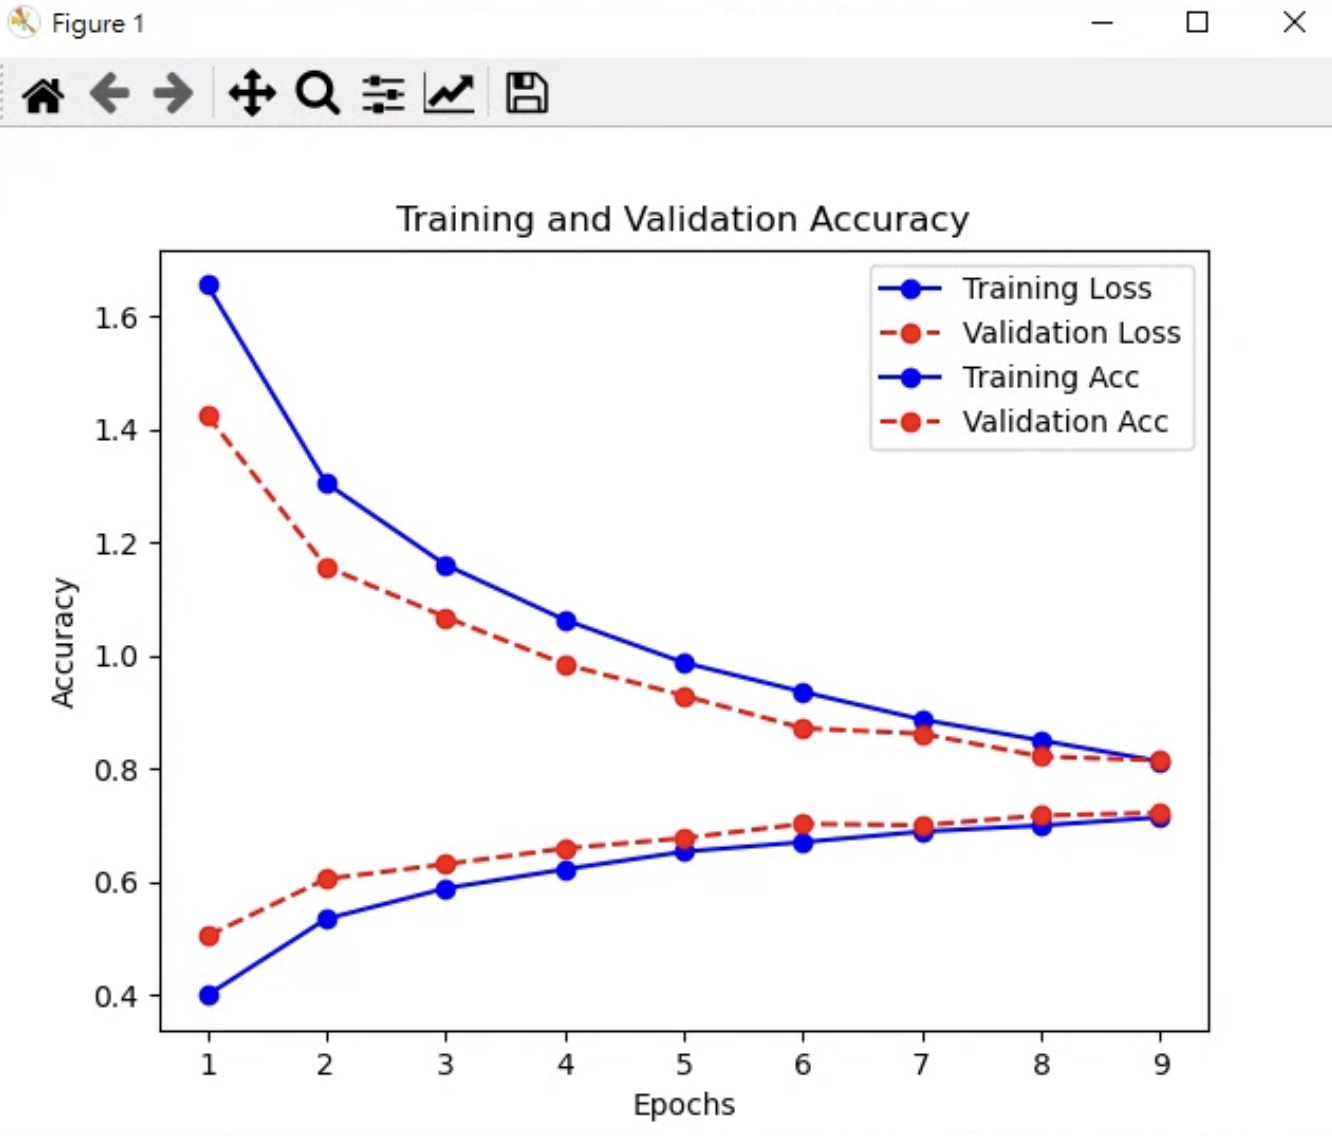 Figure 1
Training and Validation Accuracy
Training Loss
Validation Loss
Training Acc
Validation Acc
1.6
1.4
1.2
1.0
0.8
0.6
0.4
Accuracy
1 2 3 4 5 6 7 8 9
Epochs